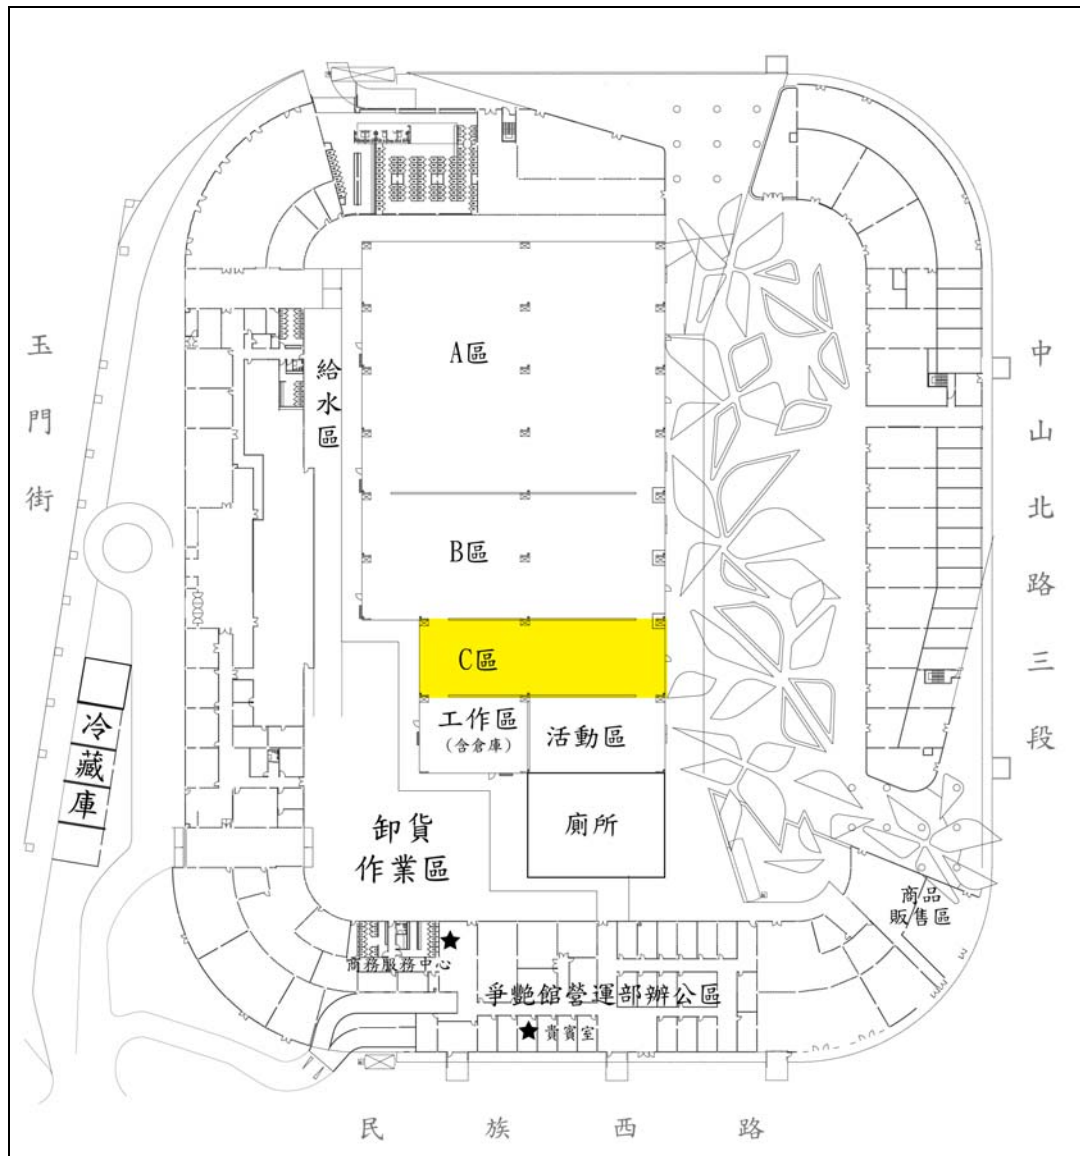 A區
玉門街
給水區
中山北路三段
B區
C區
工作區
(含倉庫)
活動區
冷藏庫
廁所
卸貨
作業區
商品
販售區
商務服務中心
爭艷館營運部辦公區
貴賓室
民族西路